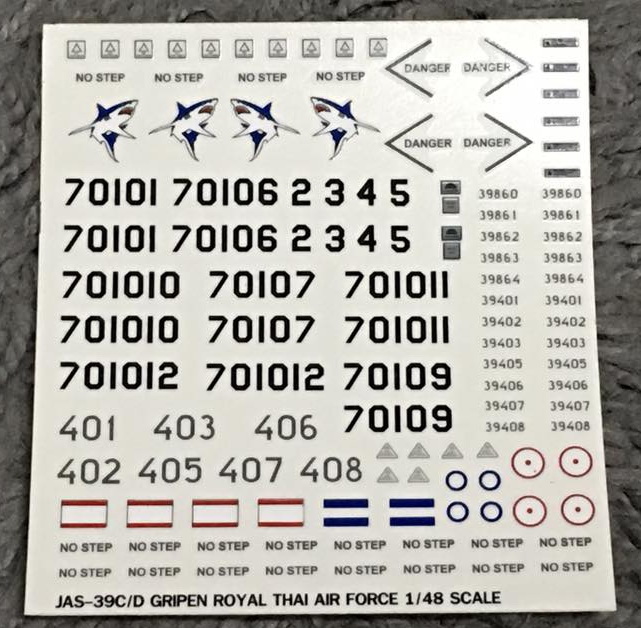 NO STEP NO STEP NO STEP NO STEP
DANGER DANGER
DANGER DANGER
70101 70106 2 3 4 5
70101 70106 2 3 4 5
701010 70107 701011
701010 70107 701011
701012 701012 70109
70109
401 403 406
402 405 407 408
39860 39860
39861 39861
39862 39862
39863 39863
39864 39864
39401 39401
39402 39402
39403 39403
39405 39405
39406 39406
39407 39407
39408 39408
NO STEP NO STEP NO STEP NO STEP NO STEP NO STEP NO STEP NO STEP
NO STEP NO STEP NO STEP NO STEP NO STEP NO STEP NO STEP NO STEP
JAS-39C/D GRIPEN ROYAL THAI AIR FORCE 1/48 SCALE